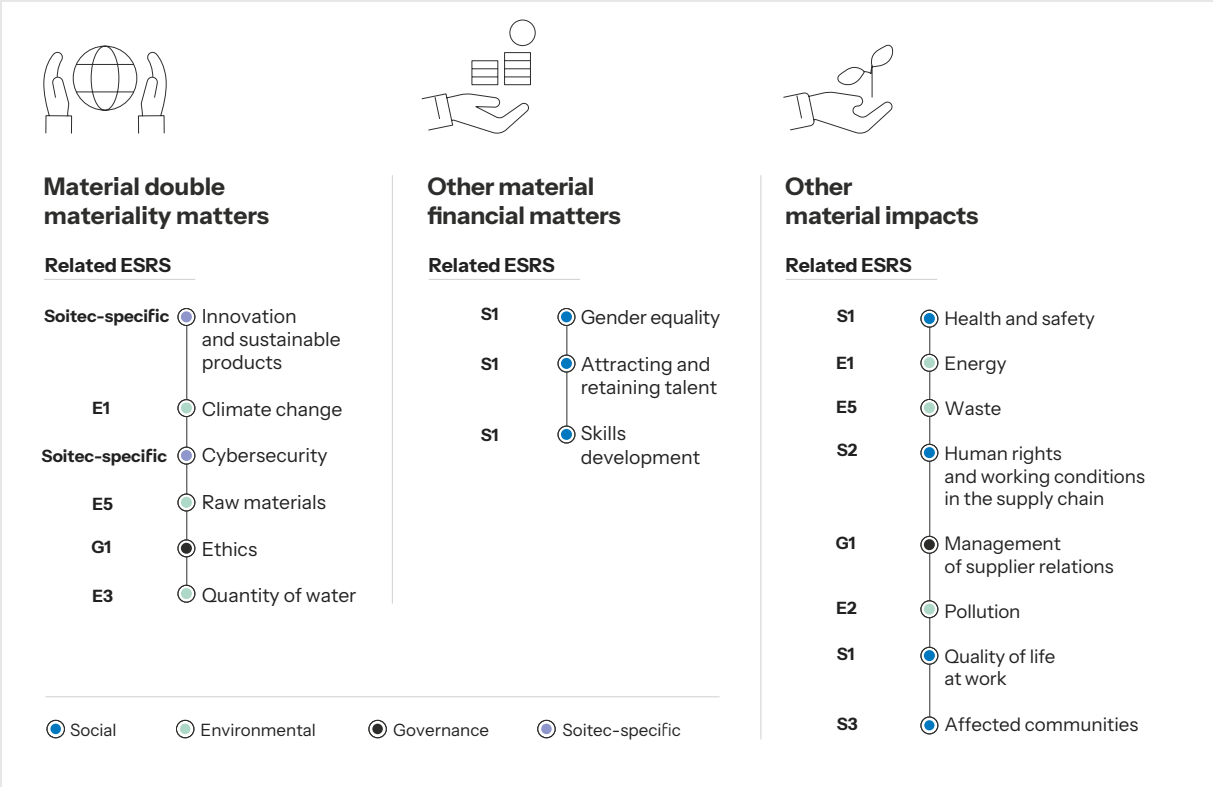 Material double
materiality matters
Related ESRS
Soitec-specific Innovation
and sustainable
products
E1 Climate change
Soitec-specific Cybersecurity
E5 Raw materials
G1 Ethics
E3 Quantity of water
Other material
financial matters
Related ESRS
S1 Gender equality
S1 Attracting and
retaining talent
S1 Skills
development
Other
material impacts
Related ESRS
S1 Health and safety
E1 Energy
E5 Waste
S2 Human rights
and working conditions
in the supply chain
G1 Management
of supplier relations
E2 Pollution
S1 Quality of life
at work
S3 Affected communities
Social Environmental Governance Soitec-specific